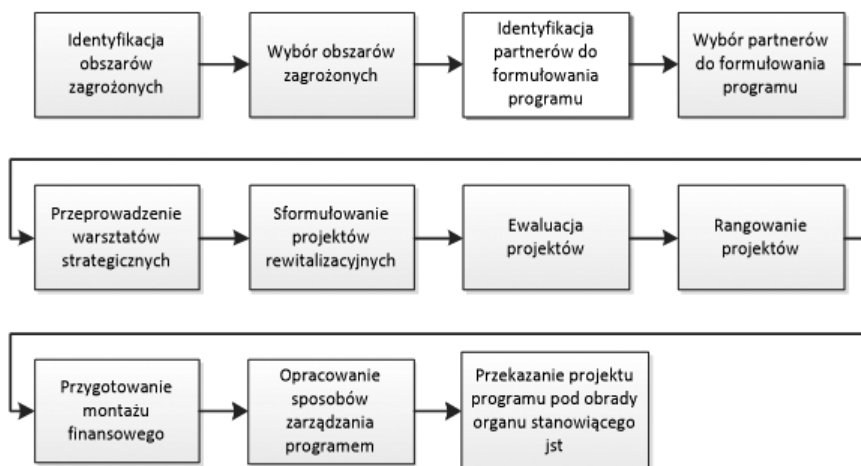 Identyfikacja
obszarów
zagrożonych
Wybór obszarów
zagrożonych
Identyfikacja
partnerów do
formułowania
programu
Wybór partnerów
do formułowania
programu
Przeprowadzenie
warsztatów
strategicznych
Sformułowanie
projektów
rewitalizacyjnych
Ewaluacja
projektów
Rangowanie
projektów
Przygotowanie
montażu
finansowego
Opracowanie
sposobów
zarządzania
programem
Przekazanie projektu
programu pod obrady
organu stanowiącego
jst